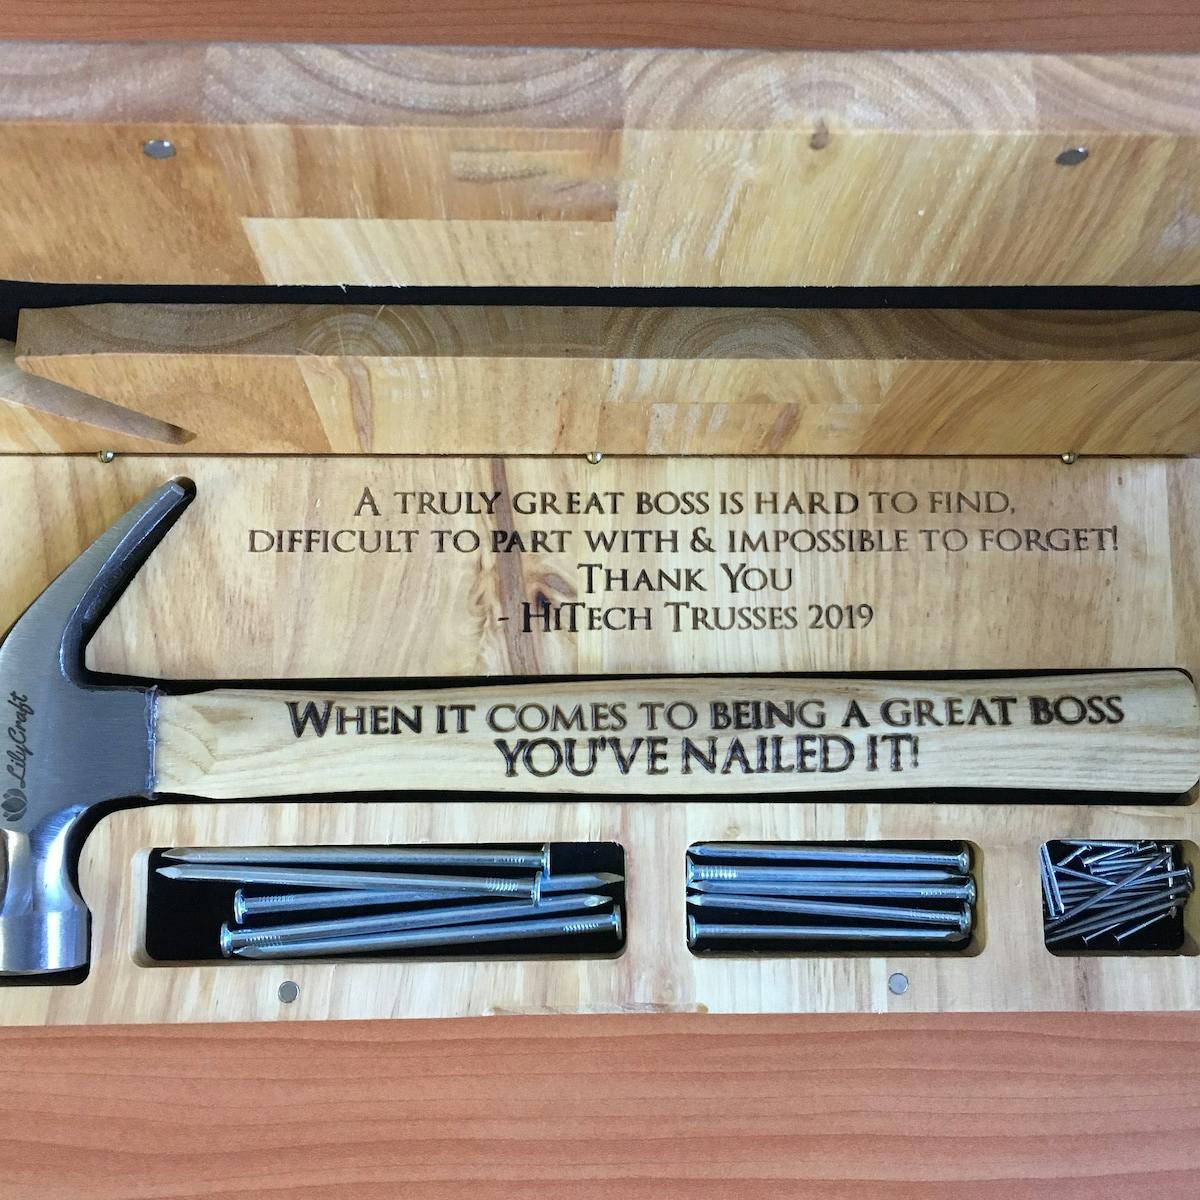 A TRULY GREAT BOSS IS HARD TO FIND,
DIFFICULT TO PART WITH & IMPOSSIBLE TO FORGET!
THANK YOU
- HITECH TRUSSES 2019
WHEN IT COMES TO BEING A GREAT BOSS
YOU'VE NAILED IT!
LilyCraft